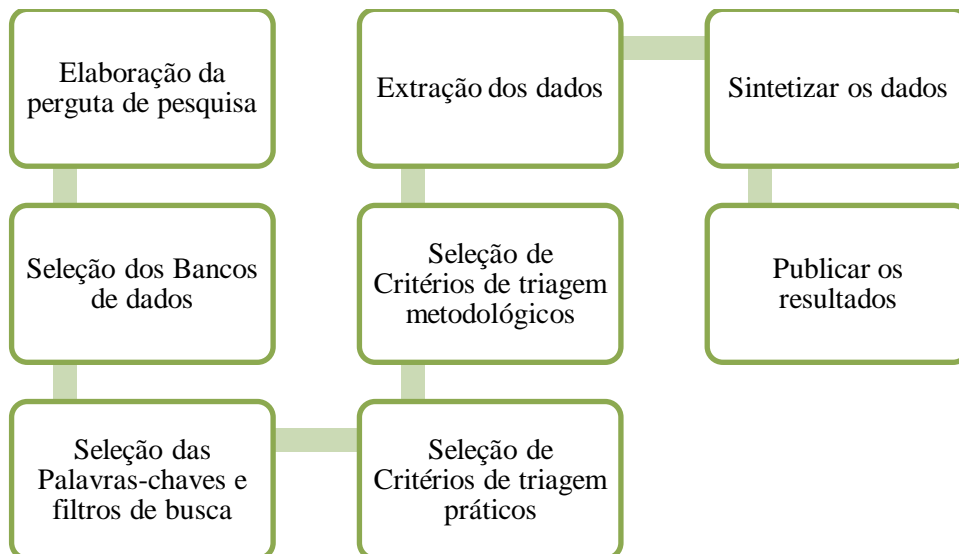 Elaboração da
perguta de pesquisa
Seleção dos Bancos
de dados
Seleção das
Palavras-chaves e
filtros de busca
Seleção de
Critérios de triagem
práticos
Seleção de
Critérios de triagem
metodológicos
Extração dos dados
Sintetizar os dados
Publicar os
resultados